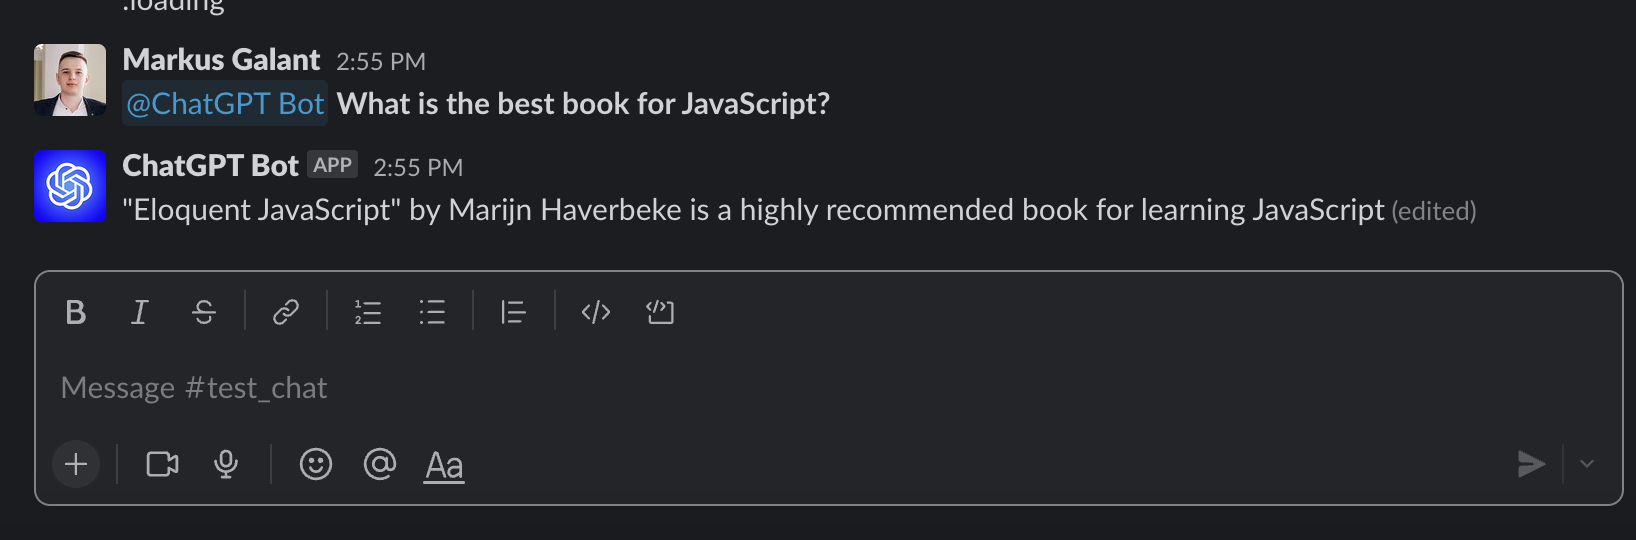 .loading
Markus Galant 2:55 PM
@ChatGPT Bot What is the best book for JavaScript?
ChatGPT Bot APP 2:55 PM
"Eloquent JavaScript" by Marijn Haverbeke is a highly recommended book for learning JavaScript (edited)
B I S
Message #test_chat
@ Aa